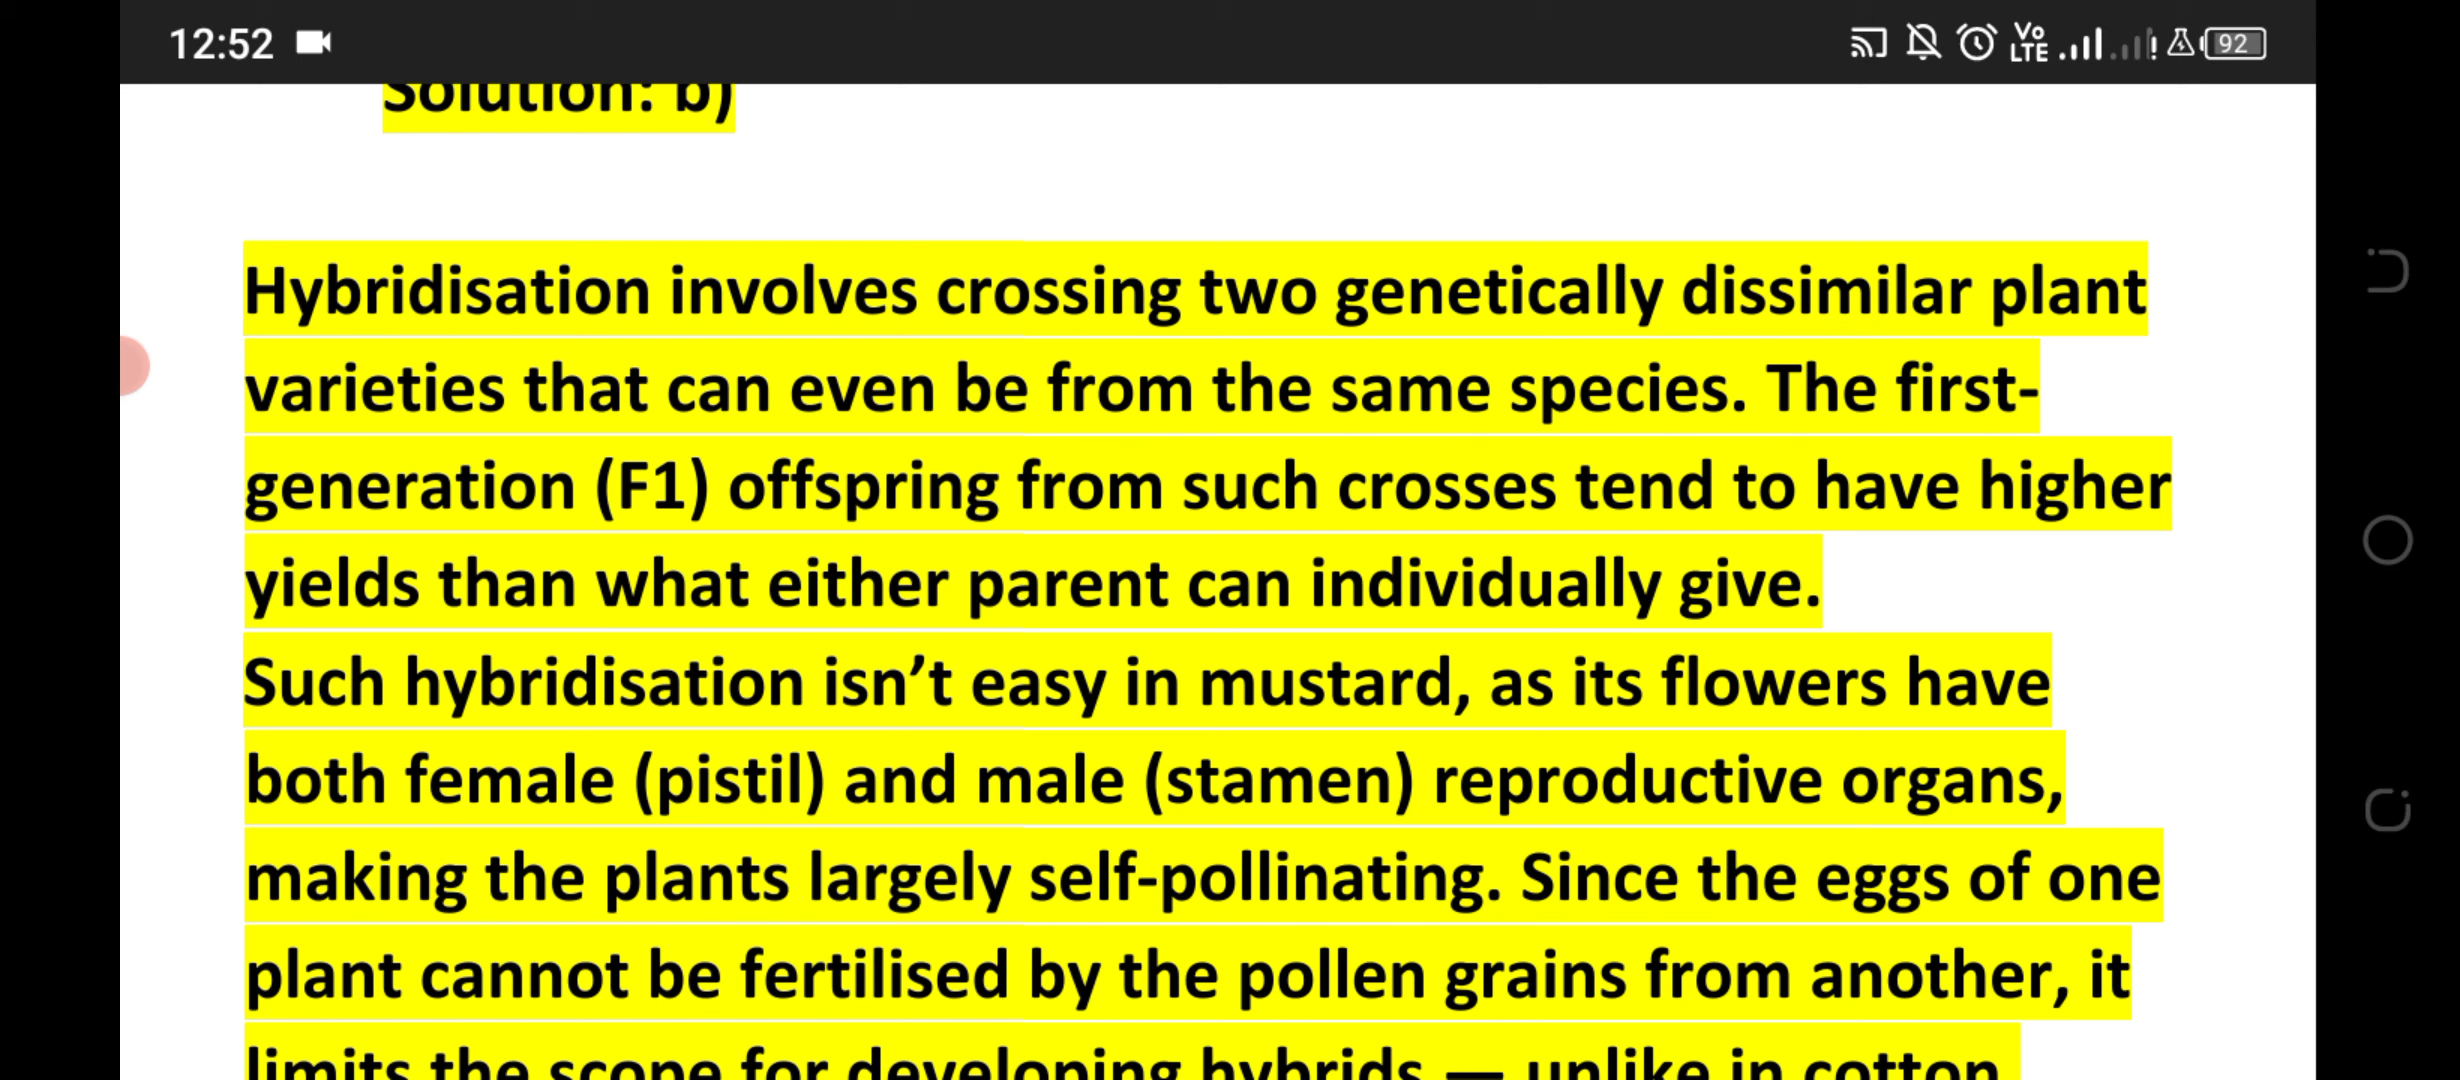 12:52
Vo
LTE
92
Solution: b)
Hybridisation involves crossing two genetically dissimilar plant
varieties that can even be from the same species. The first-
generation (F1) offspring from such crosses tend to have higher
yields than what either parent can individually give.
Such hybridisation isn’t easy in mustard, as its flowers have
both female (pistil) and male (stamen) reproductive organs,
making the plants largely self-pollinating. Since the eggs of one
plant cannot be fertilised by the pollen grains from another, it
limits the scope for developing hybrids — unlike in cotton,